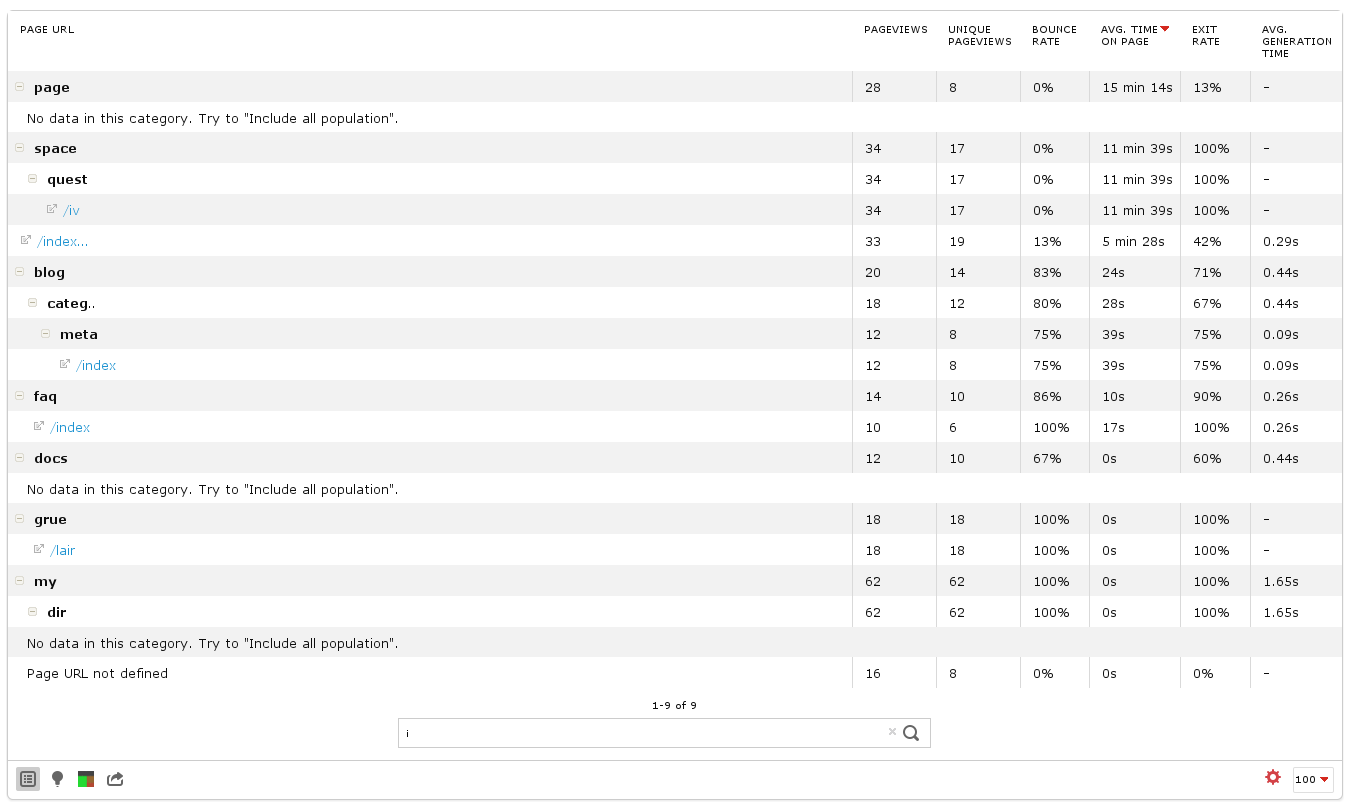 PAGE URL PAGEVIEWS UNIQUE PAGEVIEWS BOUNCE RATE AVG. TIME ON PAGE EXIT RATE AVG. GENERATION TIME
page 28 8 0% 15 min 14s 13% -
No data in this category. Try to "Include all population".
space 34 17 0% 11 min 39s 100% -
quest 34 17 0% 11 min 39s 100% -
/iv 34 17 0% 11 min 39s 100% -
/index... 33 19 13% 5 min 28s 42% 0.29s
blog 20 14 83% 24s 71% 0.44s
categ.. 18 12 80% 28s 67% 0.44s
meta 12 8 75% 39s 75% 0.09s
/index 12 8 75% 39s 75% 0.09s
faq 14 10 86% 10s 90% 0.26s
/index 10 6 100% 17s 100% 0.26s
docs 12 10 67% 0s 60% 0.44s
No data in this category. Try to "Include all population".
grue 18 18 100% 0s 100% -
/lair 18 18 100% 0s 100% -
my 62 62 100% 0s 100% 1.65s
dir 62 62 100% 0s 100% 1.65s
No data in this category. Try to "Include all population".
Page URL not defined 16 8 0% 0s 0% -
1-9 of 9
i
100